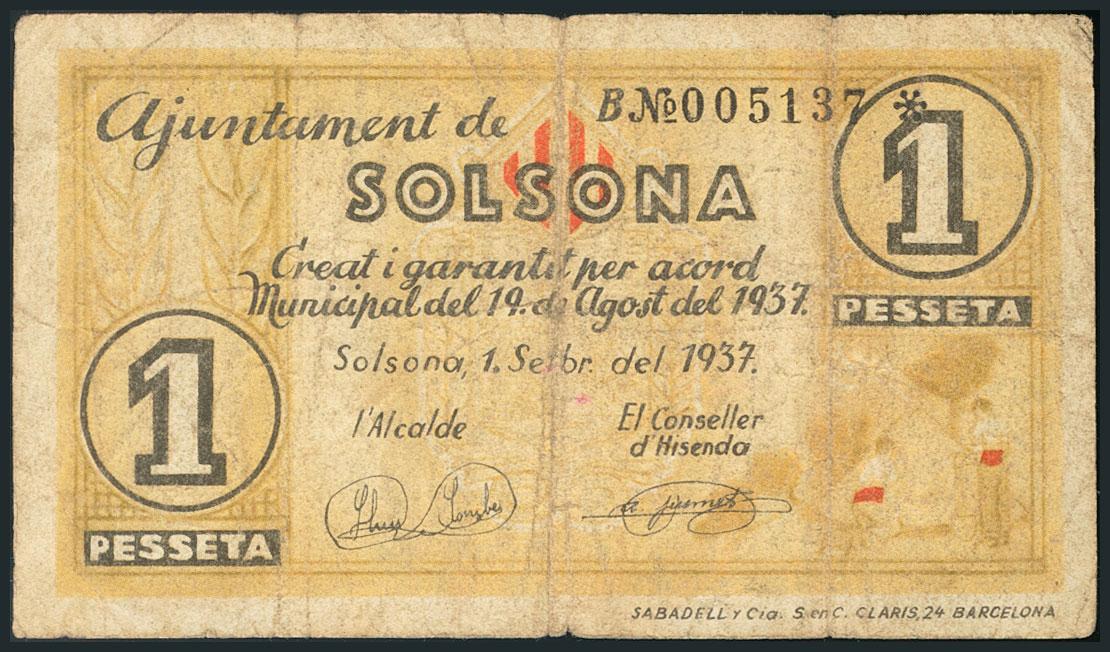 Ajuntament de
B.№005137
SOLSONA
1
PESSETA
Creat i garantit per acord
Municipal del 19. de Agost del 1937.
Solsona, 1. Setbr. del 1937.
1
PESSETA
l'Alcalde
El Conseller
d'Hisenda
SABADELL y Cia. S. en C. CLARIS, 24 BARCELONA